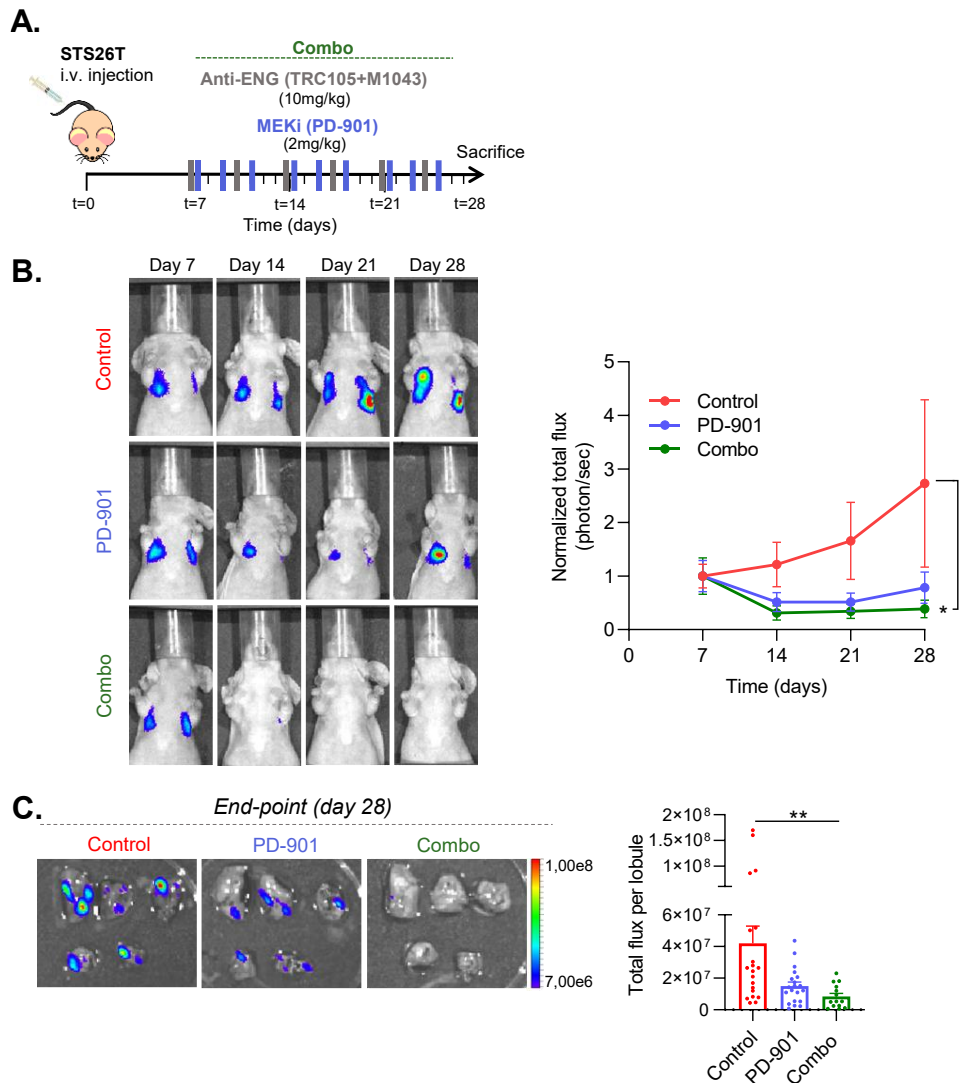 A.
STS26T
i.v. injection
Combo
Anti-ENG (TRC105+M1043)
(10mg/kg)
MEKi (PD-901)
(2mg/kg)
Sacrifice
t=0
t=7
t=14
t=21
t=28
Time (days)
B.
Day 7
Day 14
Day 21
Day 28
Control
PD-901
Combo
Normalized total flux
(photon/sec)
5
4
3
2
1
0
Control
PD-901
Combo
*
0
7
14
21
28
Time (days)
C.
End-point (day 28)
Control
PD-901
Combo
1,00e8
7,00e6
Total flux per lobule
2×10⁸
1.5×10⁸
1×10⁸
6×10⁷
4×10⁷
2×10⁷
0
**
Control
PD-901
Combo